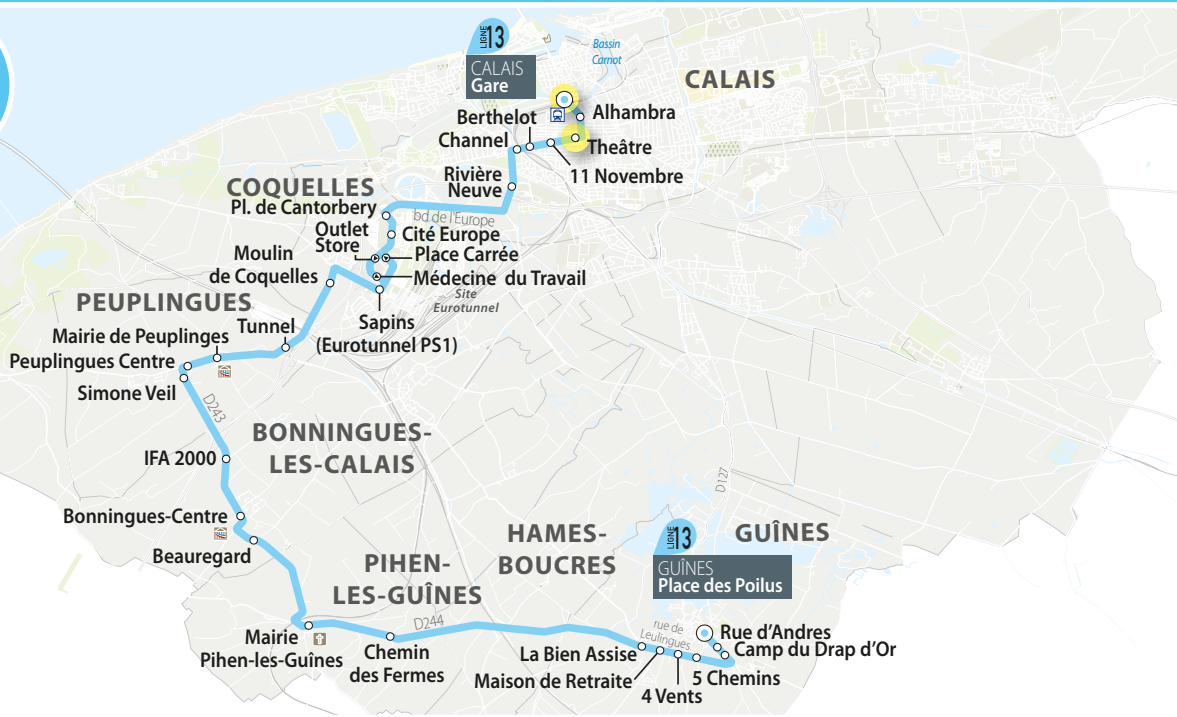 LIGNE 13
CALAIS
Gare
Bassin
Carnot
CALAIS
Alhambra
Berthelot
Channel
Theâtre
11 Novembre
Rivière
Neuve
COQUELLES
Pl. de Cantorbery
bd de l'Europe
Outlet
Store
Cité Europe
Place Carrée
Moulin
de Coquelles
Médecine du Travail
Site
Eurotunnel
PEUPLINGUES
Sapins
(Eurotunnel PS1)
Tunnel
Mairie de Peuplinges
Peuplingues Centre
Simone Veil
D243
BONNINGUES-
LES-CALAIS
IFA 2000
D127
Bonningues-Centre
Beauregard
HAMES-
BOUCRES
LIGNE 13
GUÎNES
GUÎNES
Place des Poilus
PIHEN-
LES-GUÎNES
D244
Mairie
Pihen-les-Guînes
Chemin
des Fermes
rue de
Leulingues
Rue d'Andres
Camp du Drap d'Or
La Bien Assise
Maison de Retraite
5 Chemins
4 Vents